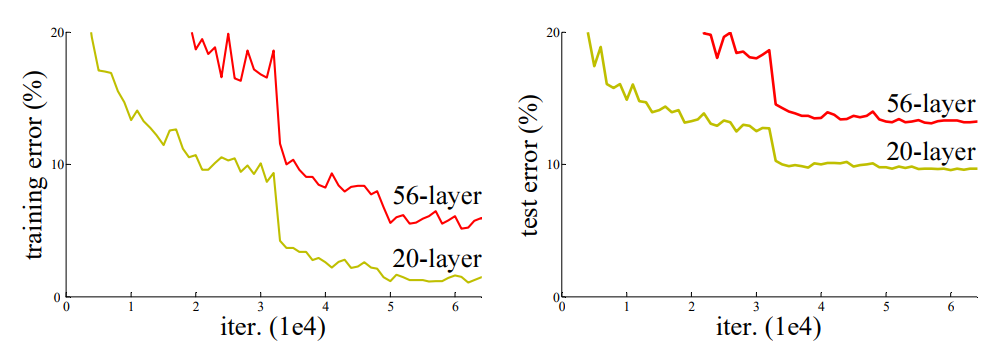 20
10
0
training error (%)
56-layer
20-layer
0 1 2 3 4 5 6
iter. (1e4)
20
10
0
test error (%)
56-layer
20-layer
0 1 2 3 4 5 6
iter. (1e4)